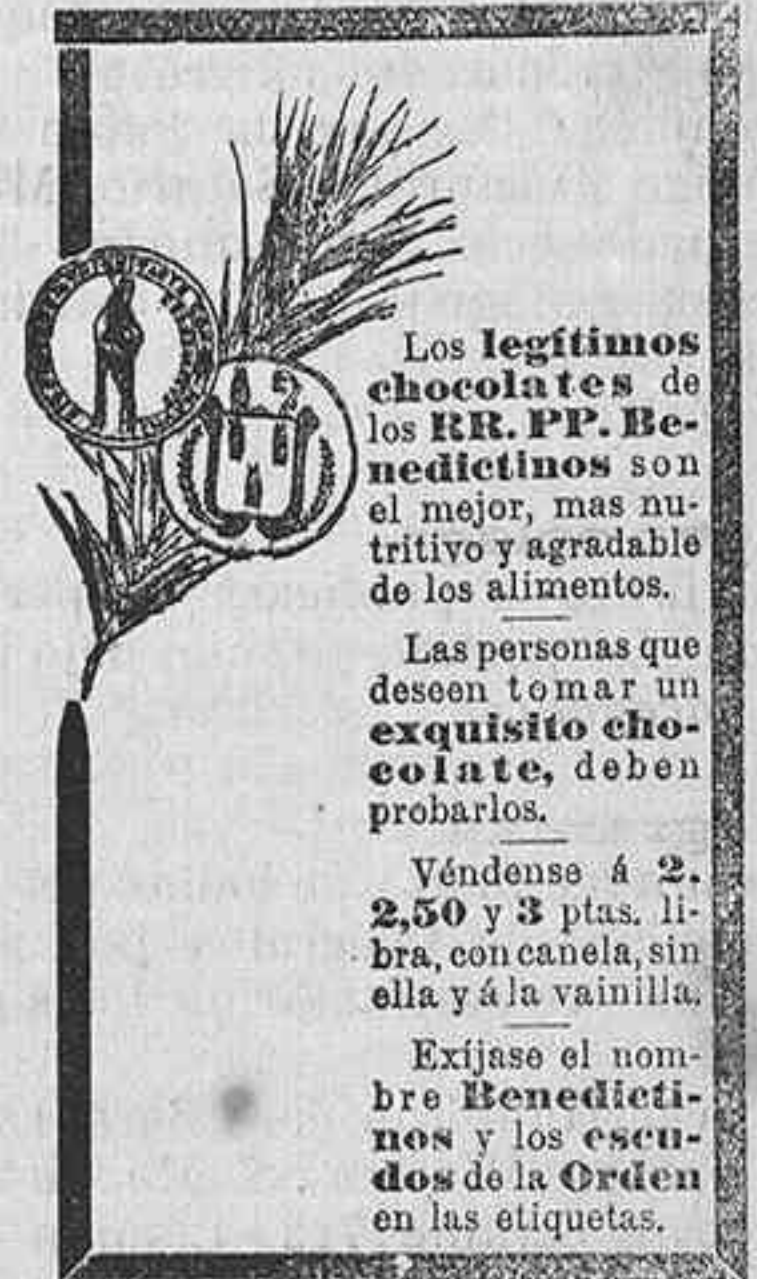 Los legítimos
chocolates de
los RR. PP. Be-
nedictinos son
el mejor, mas nu-
tritivo y agradable
de los alimentos.
Las personas que
deseen tomar un
exquisito cho-
colate, deben
probarlos.
Véndense á 2.
2,50 y 3 ptas. li-
bra, con canela, sin
ella y á la vainilla.
Exíjase el nom-
bre Benedicti-
nos y los escu-
dos de la Orden
en las etiquetas.